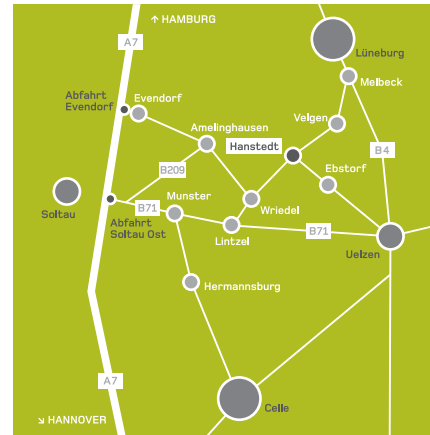 ↑ HAMBURG
A7
Lüneburg
Melbeck
Abfahrt
Evendorf
Evendorf
Velgen
Amelinghausen
Hanstedt
B4
B209
Ebstorf
Soltau
Munster
B71
Wriedel
Abfahrt
Soltau Ost
Lintzel
B71
Uelzen
Hermannsburg
A7
Celle
↘ HANNOVER